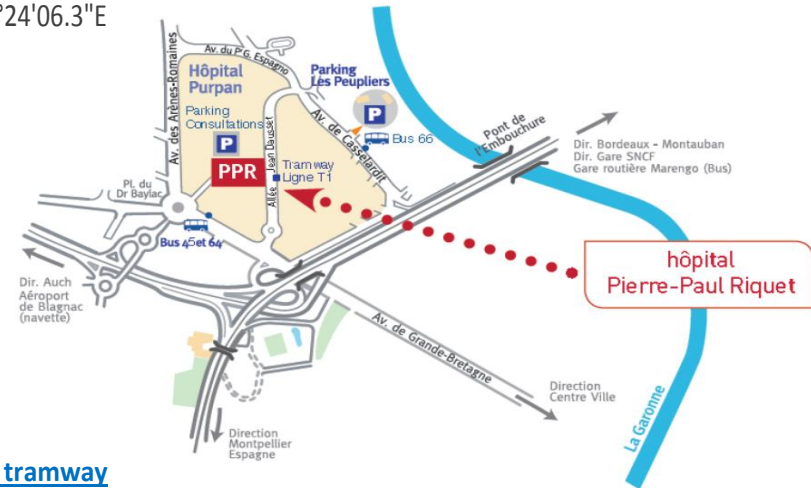 °24'06.3"E
Av. du Pᵗ G. Espagno
Av. des Arènes-Romaines
Hôpital
Purpan
Parking
Les Peupliers
P
Parking
Consultations
P
PPR
Allée Jean Dausset
Tramway
Ligne T1
Av. de Casselardit
Bus 66
Pont de
l'Embouchure
Dir. Bordeaux - Montauban
Dir. Gare SNCF
Gare routière Marengo (Bus)
Pl. du
Dr Baylac
Bus 45 et 64
hôpital
Pierre-Paul Riquet
Dir. Auch
Aéroport
de Blagnac
(navette)
Av. de Grande-Bretagne
Direction
Centre Ville
La Garonne
Direction
Montpellier
Espagne
tramway